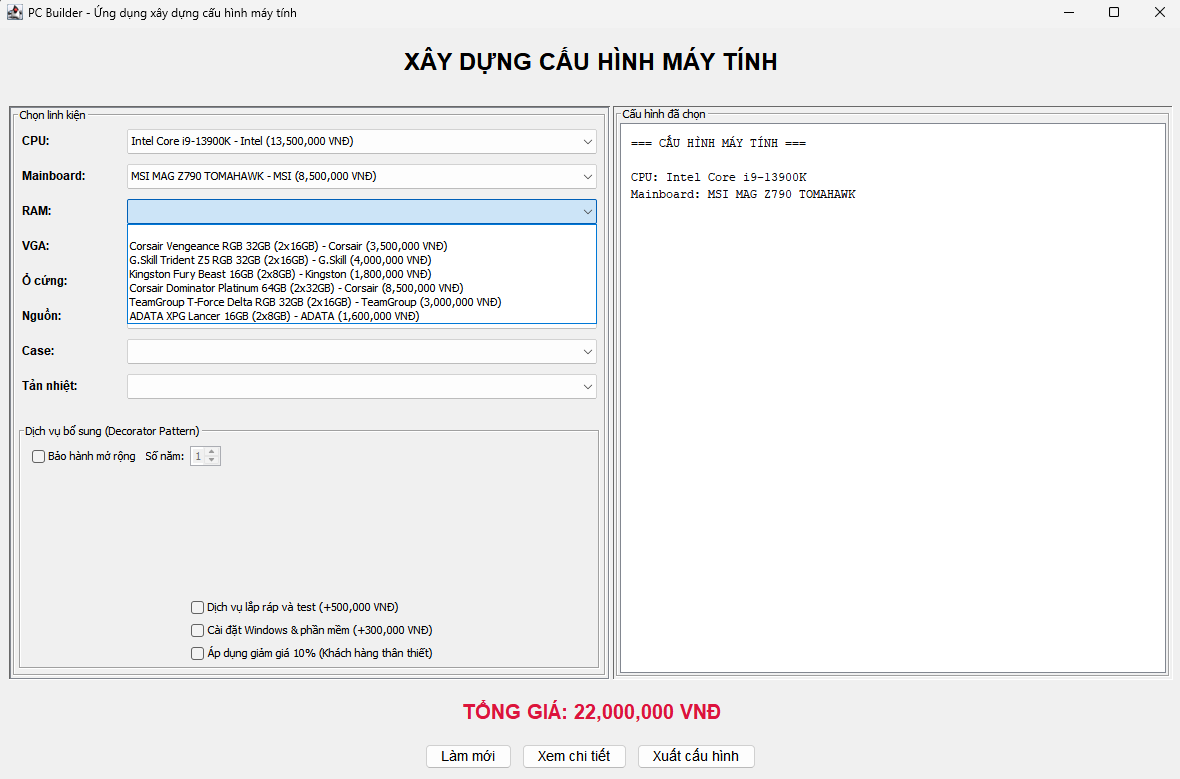 PC Builder - Ứng dụng xây dựng cấu hình máy tính
XÂY DỰNG CẤU HÌNH MÁY TÍNH
Chọn linh kiện
CPU: Intel Core i9-13900K - Intel (13,500,000 VNĐ)
Mainboard: MSI MAG Z790 TOMAHAWK - MSI (8,500,000 VNĐ)
RAM:
VGA:
Corsair Vengeance RGB 32GB (2x16GB) - Corsair (3,500,000 VNĐ)
G.Skill Trident Z5 RGB 32GB (2x16GB) - G.Skill (4,000,000 VNĐ)
Kingston Fury Beast 16GB (2x8GB) - Kingston (1,800,000 VNĐ)
Ổ cứng:
Corsair Dominator Platinum 64GB (2x32GB) - Corsair (8,500,000 VNĐ)
TeamGroup T-Force Delta RGB 32GB (2x16GB) - TeamGroup (3,000,000 VNĐ)
Nguồn:
ADATA XPG Lancer 16GB (2x8GB) - ADATA (1,600,000 VNĐ)
Case:
Tản nhiệt:
Dịch vụ bổ sung (Decorator Pattern)
Bảo hành mở rộng Số năm: 1
Dịch vụ lắp ráp và test (+500,000 VNĐ)
Cài đặt Windows & phần mềm (+300,000 VNĐ)
Áp dụng giảm giá 10% (Khách hàng thân thiết)
Cấu hình đã chọn
=== CẤU HÌNH MÁY TÍNH ===
CPU: Intel Core i9-13900K
Mainboard: MSI MAG Z790 TOMAHAWK
TỔNG GIÁ: 22,000,000 VNĐ
Làm mới
Xem chi tiết
Xuất cấu hình